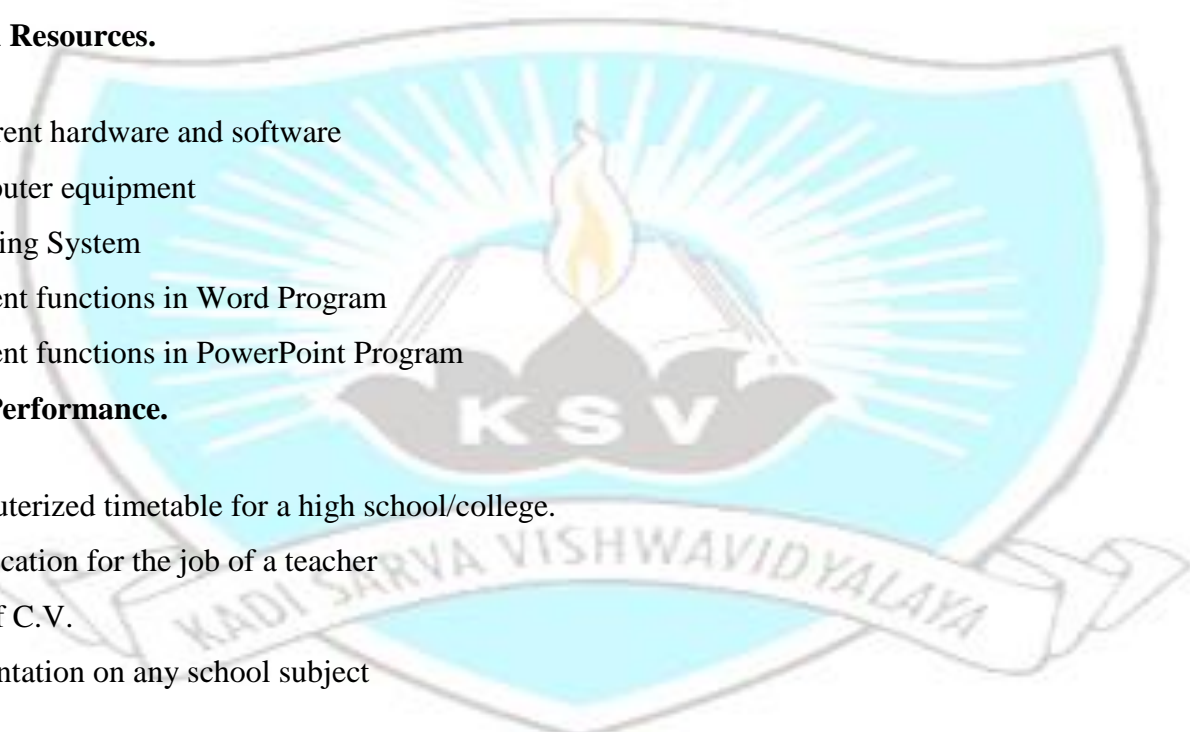 Resources.
rent hardware and software
outer equipment
ing System
ent functions in Word Program
ent functions in PowerPoint Program
Performance.
KSV
uterized timetable for a high school/college.
cation for the job of a teacher
KADI SARVA VISHWAVIDYALAYA
f C.V.
ntation on any school subject